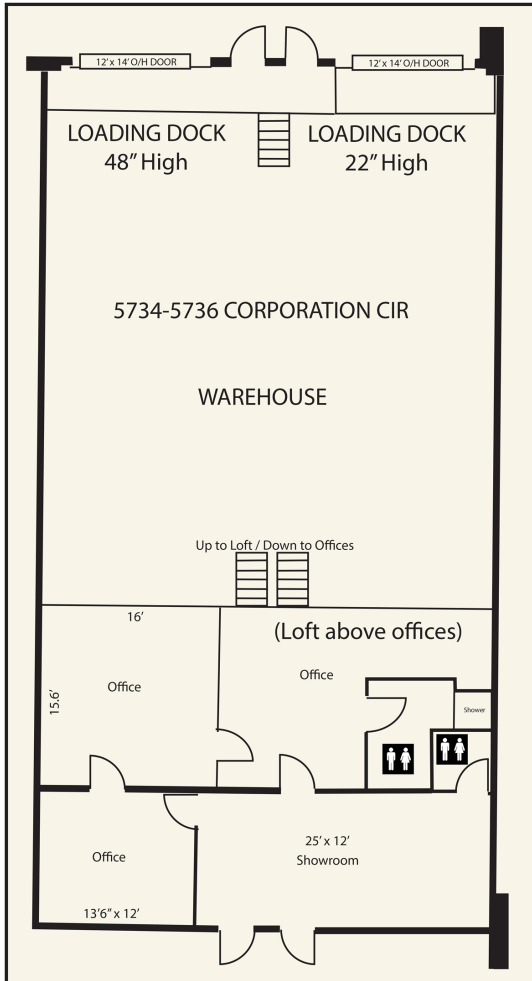 12' x 14' O/H DOOR
12' x 14' O/H DOOR
LOADING DOCK
48" High
LOADING DOCK
22" High
5734-5736 CORPORATION CIR
WAREHOUSE
Up to Loft / Down to Offices
16'
(Loft above offices)
15.6'
Office
Office
Shower
Office
25' x 12'
Showroom
13'6" x 12'